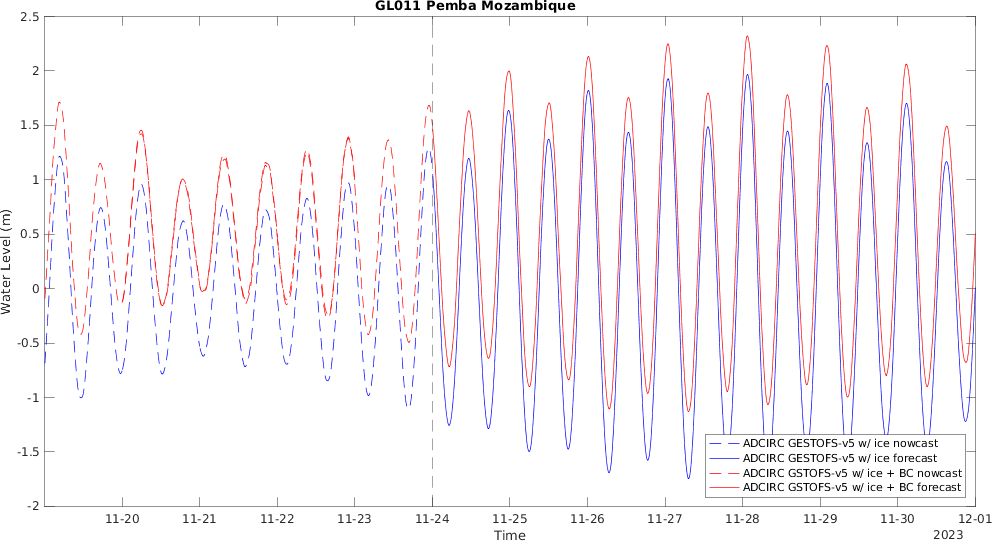 GL011 Pemba Mozambique
Water Level (m)
2.5
2
1.5
1
0.5
0
-0.5
-1
-1.5
-2
ADCIRC GESTOFS-v5 w/ ice nowcast
ADCIRC GESTOFS-v5 w/ ice forecast
ADCIRC GSTOFS-v5 w/ ice + BC nowcast
ADCIRC GSTOFS-v5 w/ ice + BC forecast
11-20 11-21 11-22 11-23 11-24 11-25 11-26 11-27 11-28 11-29 11-30 12-01
Time
2023